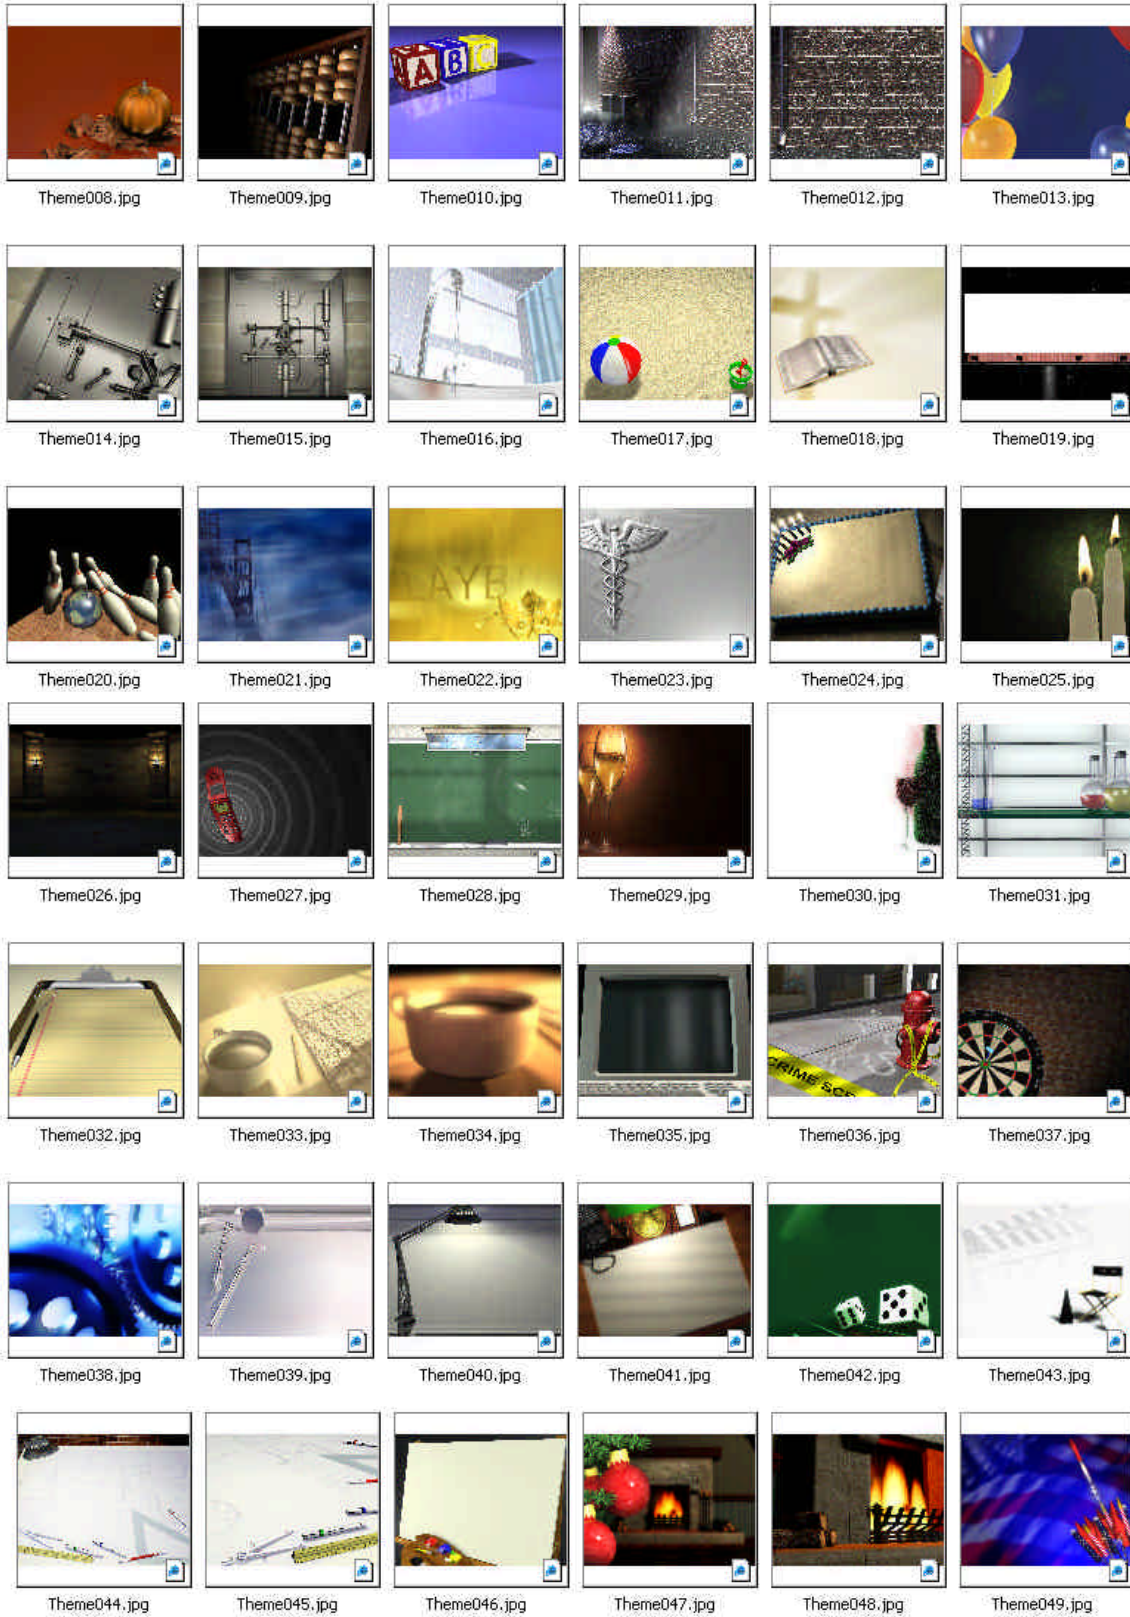 A B C
Theme008.jpg Theme009.jpg Theme010.jpg Theme011.jpg Theme012.jpg Theme013.jpg
Theme014.jpg Theme015.jpg Theme016.jpg Theme017.jpg Theme018.jpg Theme019.jpg
LAYB
Theme020.jpg Theme021.jpg Theme022.jpg Theme023.jpg Theme024.jpg Theme025.jpg
Theme026.jpg Theme027.jpg Theme028.jpg Theme029.jpg Theme030.jpg Theme031.jpg
CRIME SCE
Theme032.jpg Theme033.jpg Theme034.jpg Theme035.jpg Theme036.jpg Theme037.jpg
Theme038.jpg Theme039.jpg Theme040.jpg Theme041.jpg Theme042.jpg Theme043.jpg
Theme044.jpg Theme045.jpg Theme046.jpg Theme047.jpg Theme048.jpg Theme049.jpg